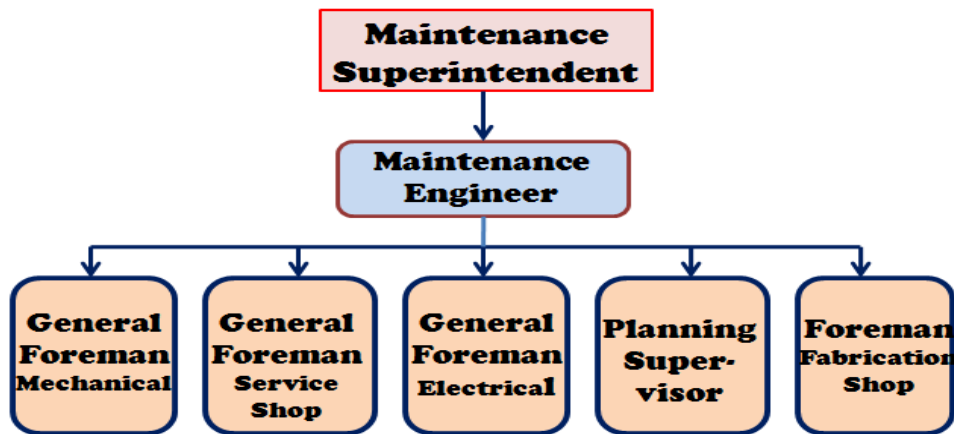 Maintenance
Superintendent
Maintenance
Engineer
General
Foreman
Mechanical
General
Foreman
Service
Shop
General
Foreman
Electrical
Planning
Super-
visor
Foreman
Fabrication
Shop